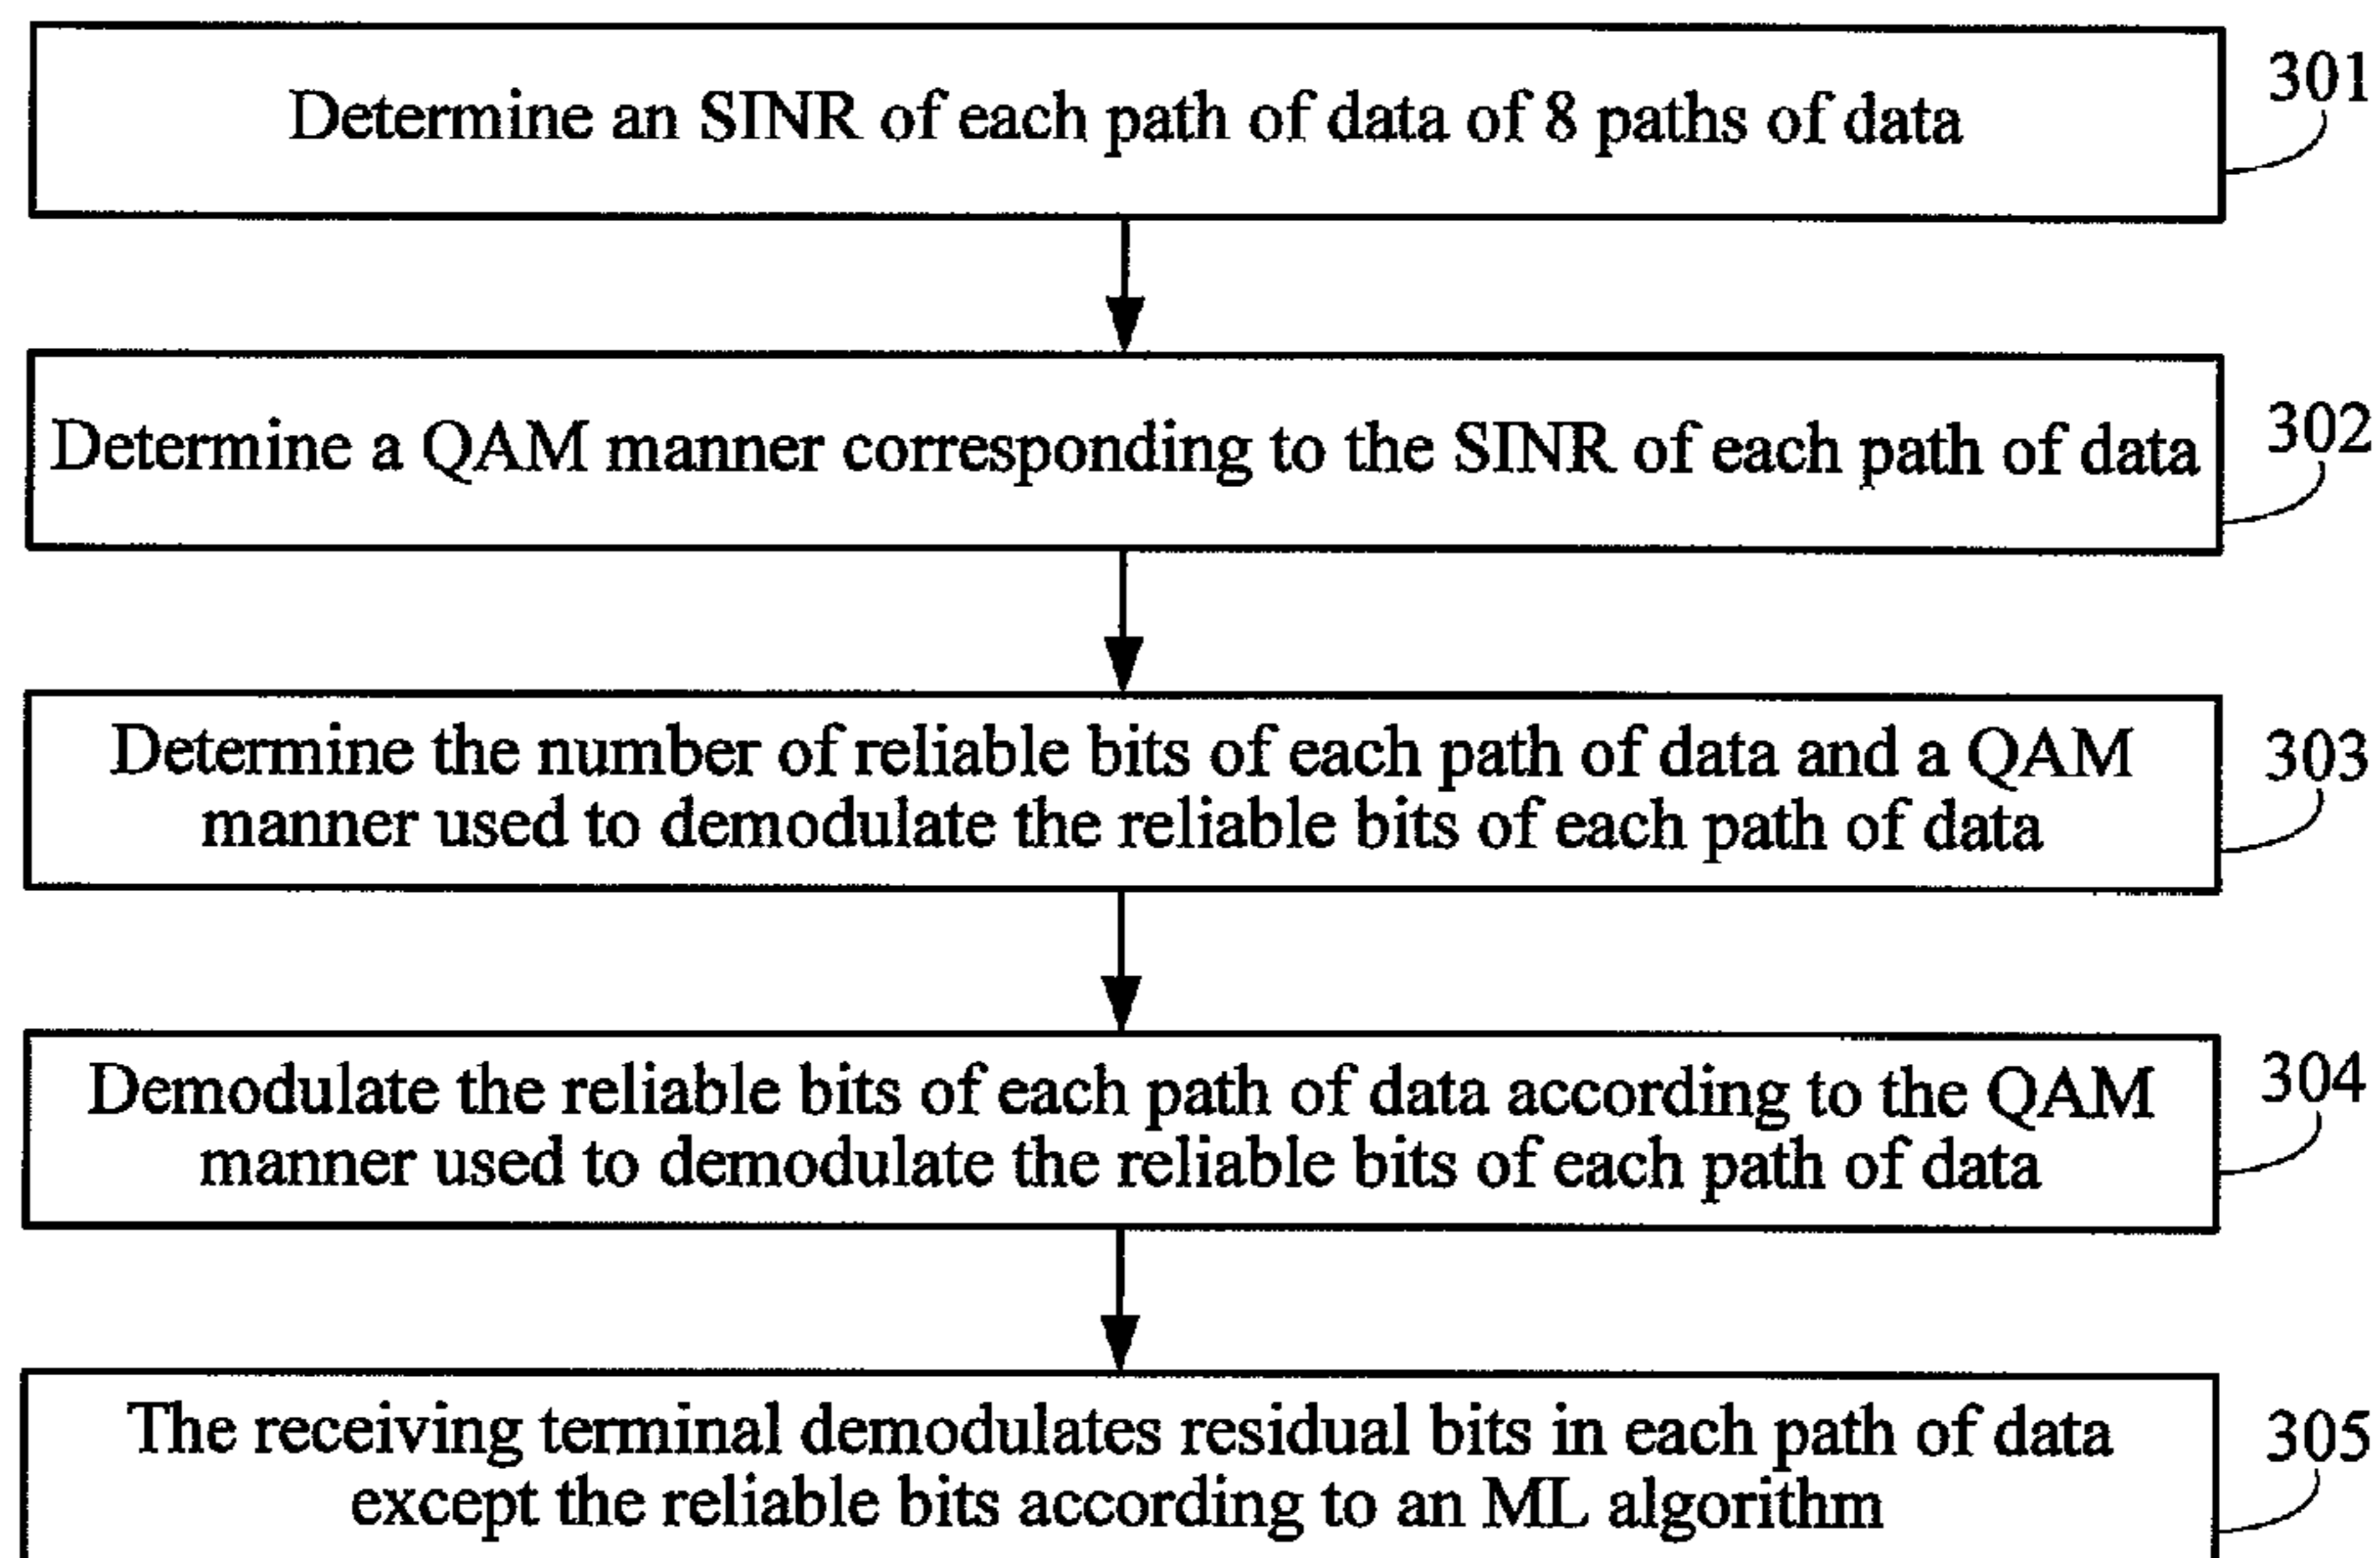 Determine an SINR of each path of data of 8 paths of data
301
Determine a QAM manner corresponding to the SINR of each path of data
302
Determine the number of reliable bits of each path of data and a QAM
manner used to demodulate the reliable bits of each path of data
303
Demodulate the reliable bits of each path of data according to the QAM
manner used to demodulate the reliable bits of each path of data
304
The receiving terminal demodulates residual bits in each path of data
except the reliable bits according to an ML algorithm
305